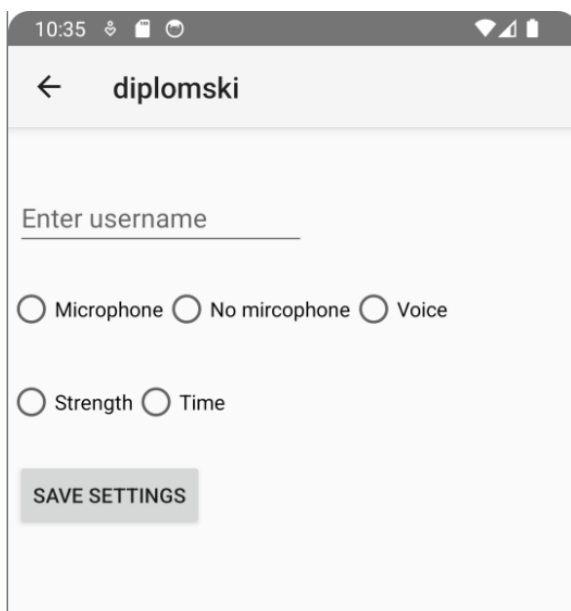 10:35
diplomski
Enter username
Microphone No mircophone Voice
Strength Time
SAVE SETTINGS